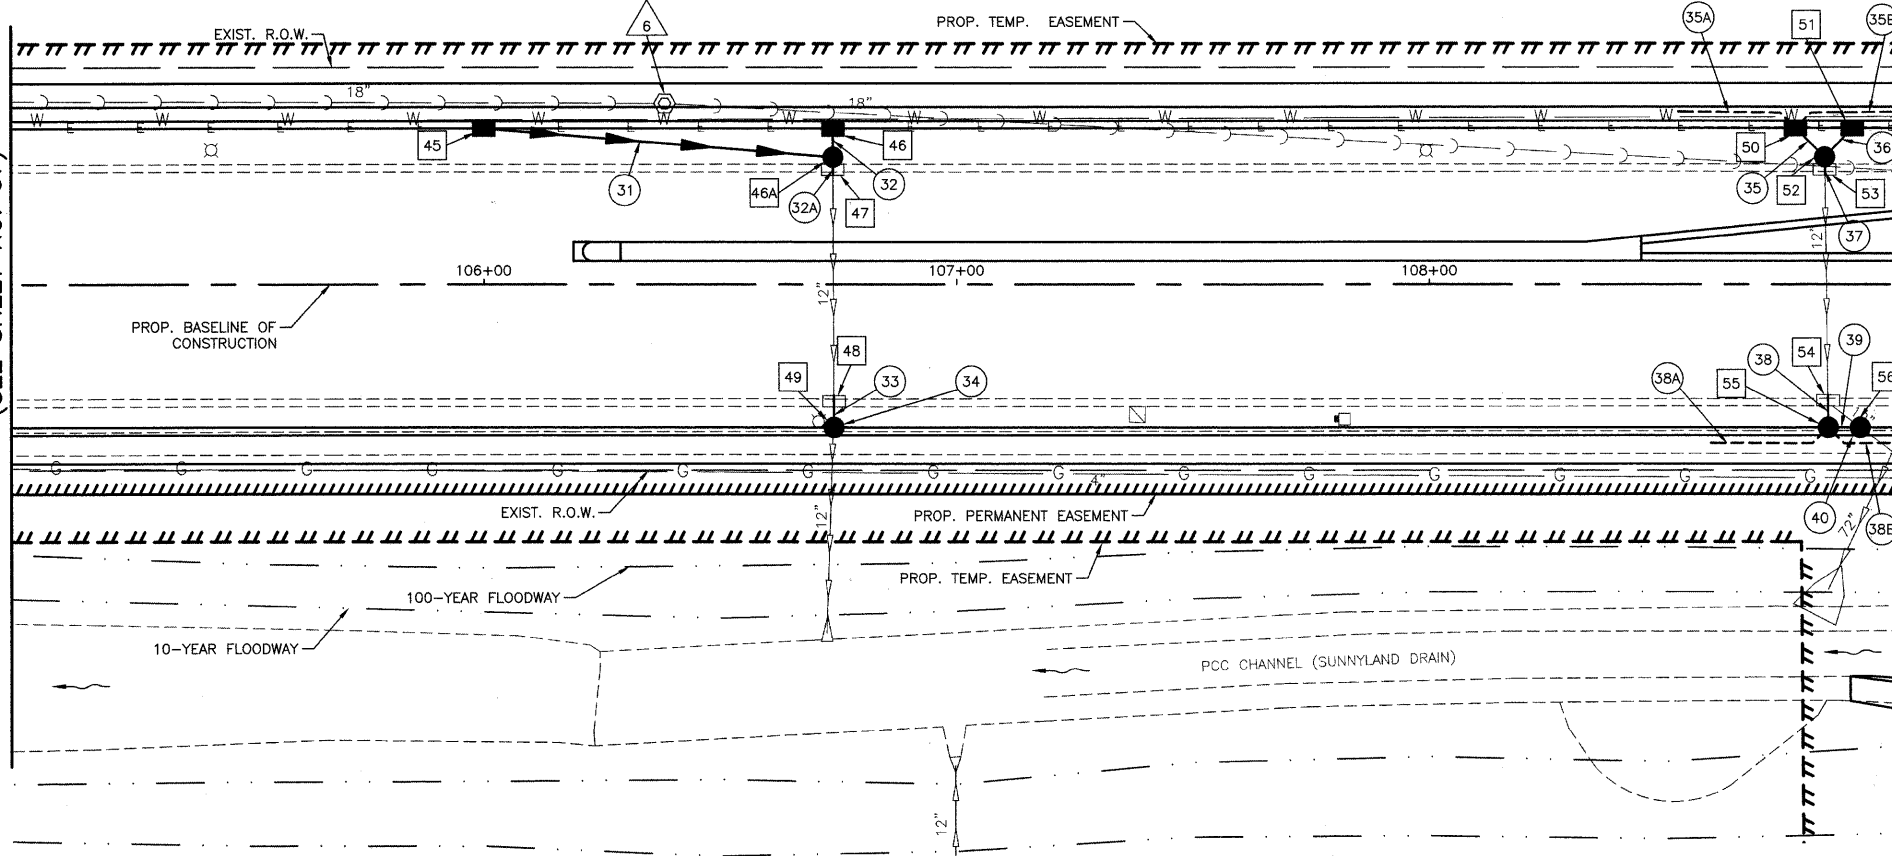 EXIST. R.O.W.
6
PROP. TEMP. EASEMENT
35A
51
18"
18"
W W W W W W W W W W W W W W W
E E E E E E E E E E E E
45
46
50
36
31
46A
32A
47
32
35
52
53
37
12"
106+00
107+00
108+00
12"
PROP. BASELINE OF
CONSTRUCTION
49
48
33
34
38A
55
38
54
39
G G G G G G G G G G G G G G G
4"
EXIST. R.O.W.
PROP. PERMANENT EASEMENT
12"
40
72"
PROP. TEMP. EASEMENT
100-YEAR FLOODWAY
10-YEAR FLOODWAY
PCC CHANNEL (SUNNYLAND DRAIN)
12"